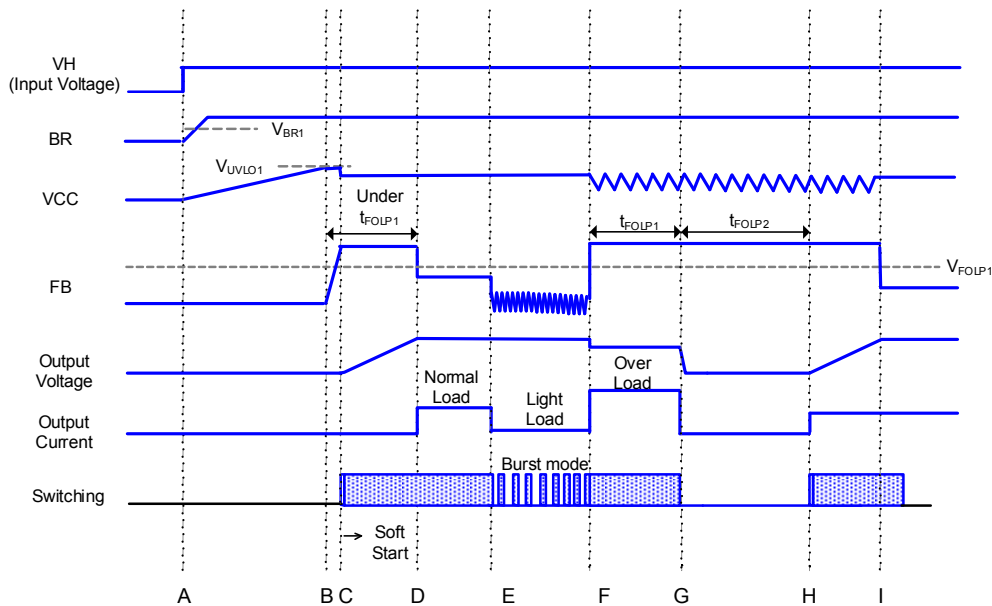 VH
(Input Voltage)
BR
VBR1
VUVLO1
VCC
Under
tFOLP1
tFOLP1
tFOLP2
VFOLP1
FB
Output
Voltage
Normal
Load
Light
Load
Over
Load
Output
Current
Burst mode
Switching
Soft
Start
A B C D E F G H I